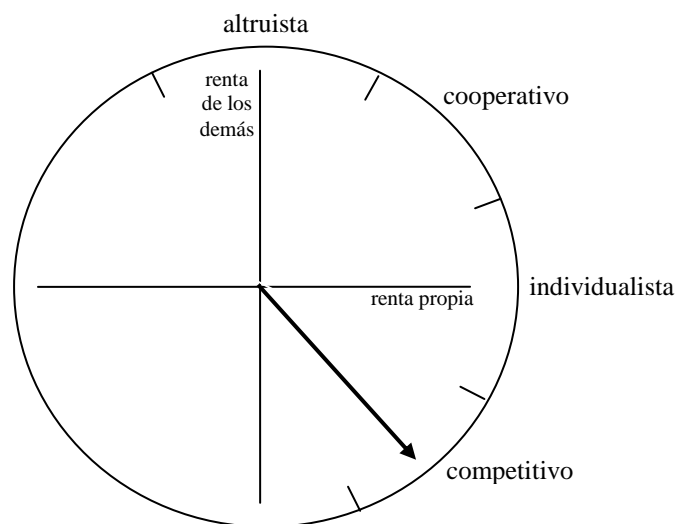 altruista
renta
de los
demás
cooperativo
individualista
renta propia
competitivo